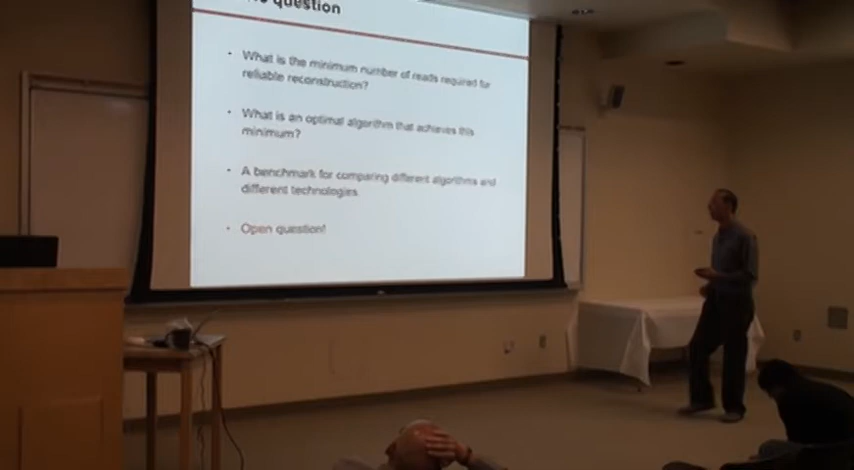 question
• What is the minimum number of reads required for
reliable reconstruction?
• What is an optimal algorithm that achieves this
minimum?
• A benchmark for comparing different algorithms and
different technologies.
• Open question!